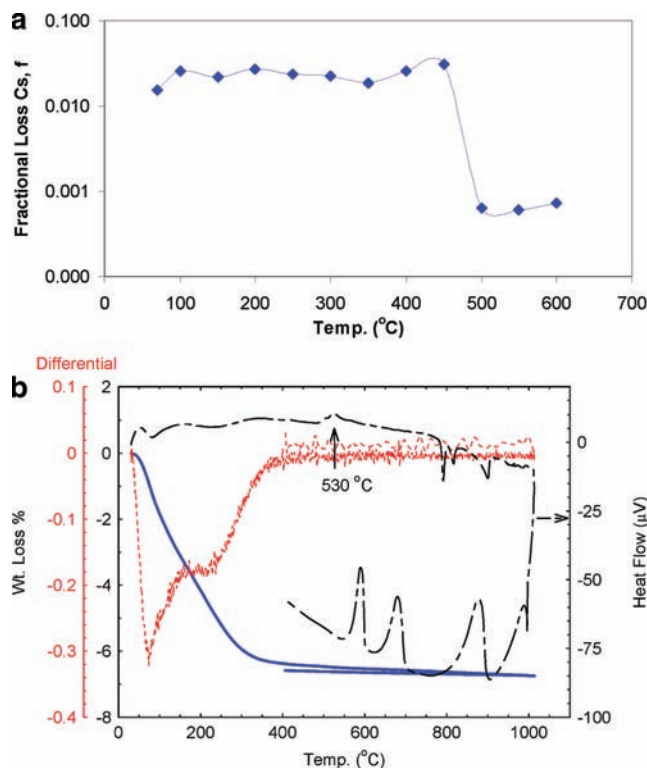 a
0.100
0.010
0.001
0.000
Fractional Loss Cs, f
0 100 200 300 400 500 600 700
Temp. (°C)
Differential
b
0.1
0
-0.1
-0.2
-0.3
-0.4
2
0
-2
-4
-6
-8
Wt. Loss %
530 °C
0
-25
-50
-75
-100
Heat Flow (µV)
0 200 400 600 800 1000
Temp. (°C)